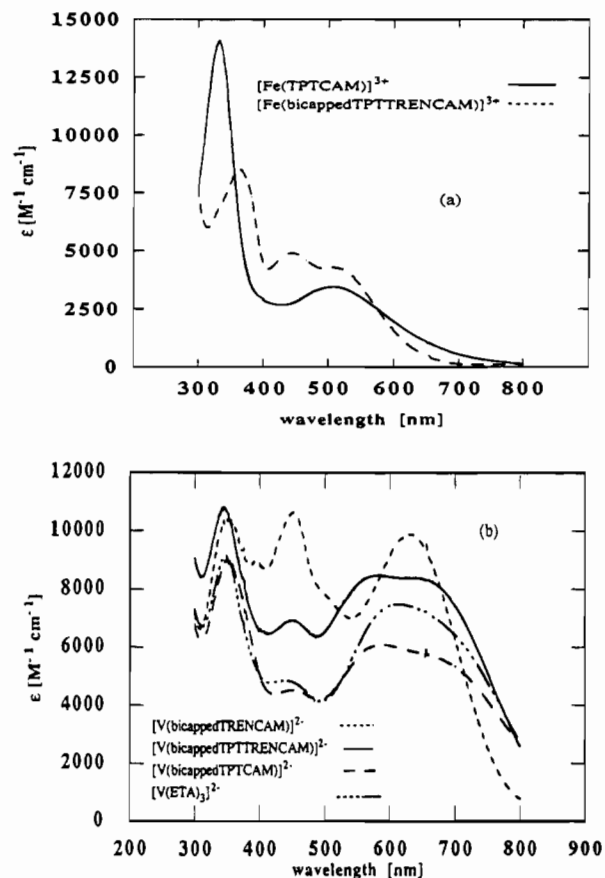 15000
12500
10000
7500
5000
2500
0
ε [M⁻¹ cm⁻¹]
[Fe(TPTCAM)]³⁺
[Fe(bicappedTPTTRENCAM)]³⁺
(a)
300 400 500 600 700 800
wavelength [nm]
12000
10000
8000
6000
4000
2000
0
ε [M⁻¹ cm⁻¹]
(b)
[V(bicappedTRENCAM)]²⁻
[V(bicappedTPTTRENCAM)]²⁻
[V(bicappedTPTCAM)]²⁻
[V(ETA)₃]²⁻
200 300 400 500 600 700 800 900
wavelength [nm]